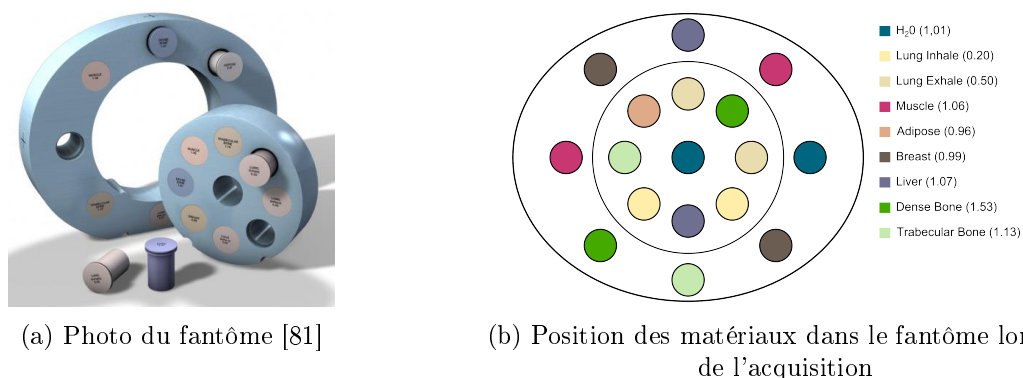 H₂0 (1,01)
Lung Inhale (0.20)
Lung Exhale (0.50)
Muscle (1.06)
Adipose (0.96)
Breast (0.99)
Liver (1.07)
Dense Bone (1.53)
Trabecular Bone (1.13)
(a) Photo du fantôme [81]
(b) Position des matériaux dans le fantôme lor
de l'acquisition